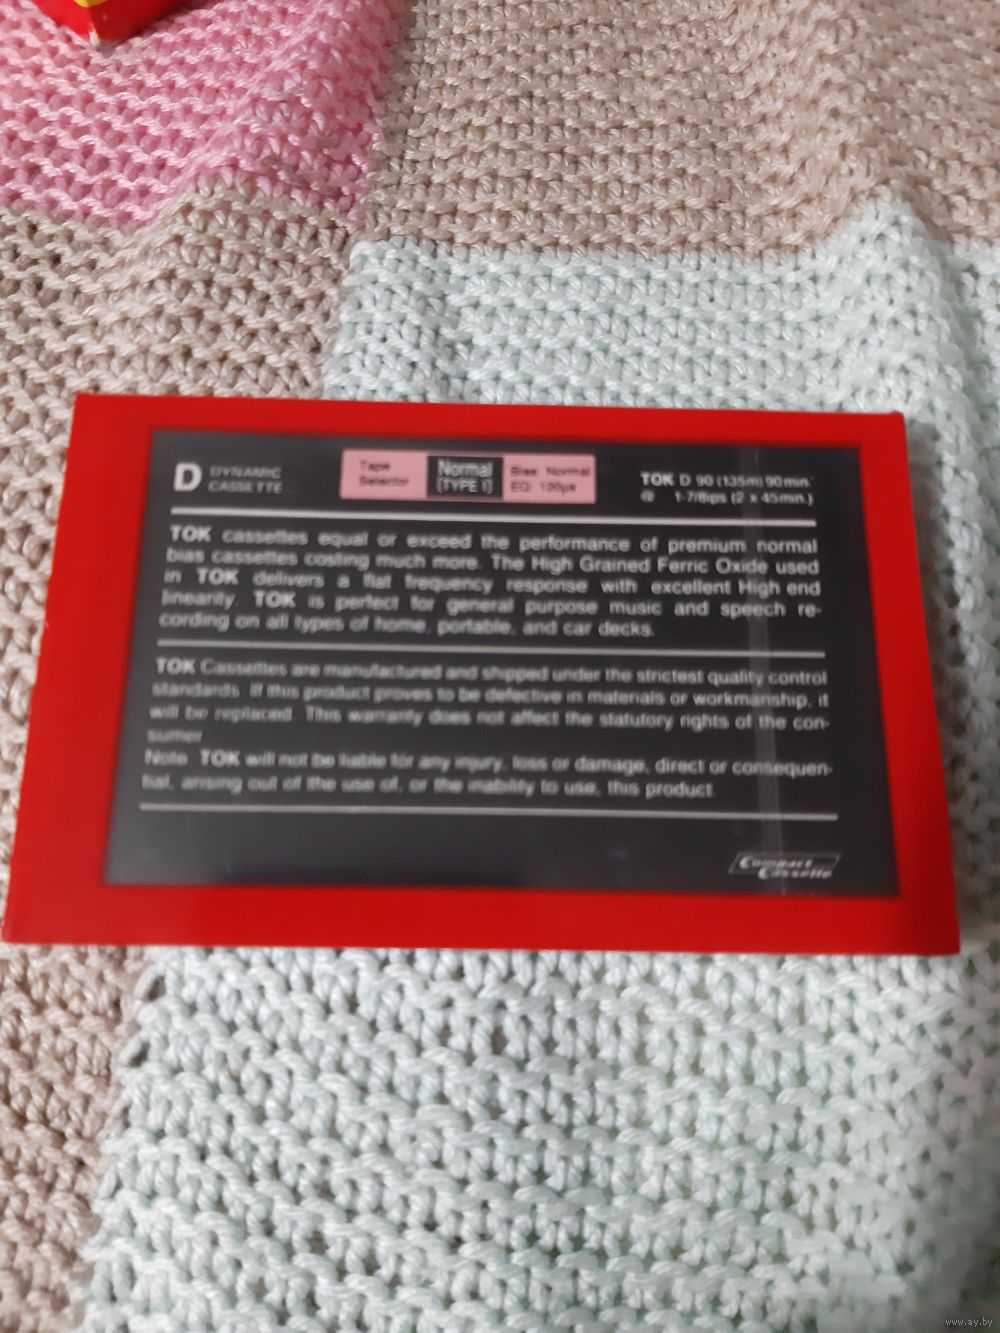 D DYNAMIC CASSETTE
Tape Selector
Normal [TYPE I]
Bias: Normal
EQ: 120µs
TOK D 90 (135m) 90min.
@ 1-7/8ips (2 x 45min.)
TOK cassettes equal or exceed the performance of premium normal
bias cassettes costing much more. The High Grained Ferric Oxide used
in TOK delivers a flat frequency response with excellent High end
linearity. TOK is perfect for general purpose music and speech re-
cording on all types of home, portable, and car decks.
TOK Cassettes are manufactured and shipped under the strictest quality control
standards. If this product proves to be defective in materials or workmanship, it
will be replaced. This warranty does not affect the statutory rights of the con-
sumer.
Note: TOK will not be liable for any injury, loss or damage, direct or consequen-
tial, arising out of the use of, or the inability to use, this product.
Compact
Cassette
www.ay.by